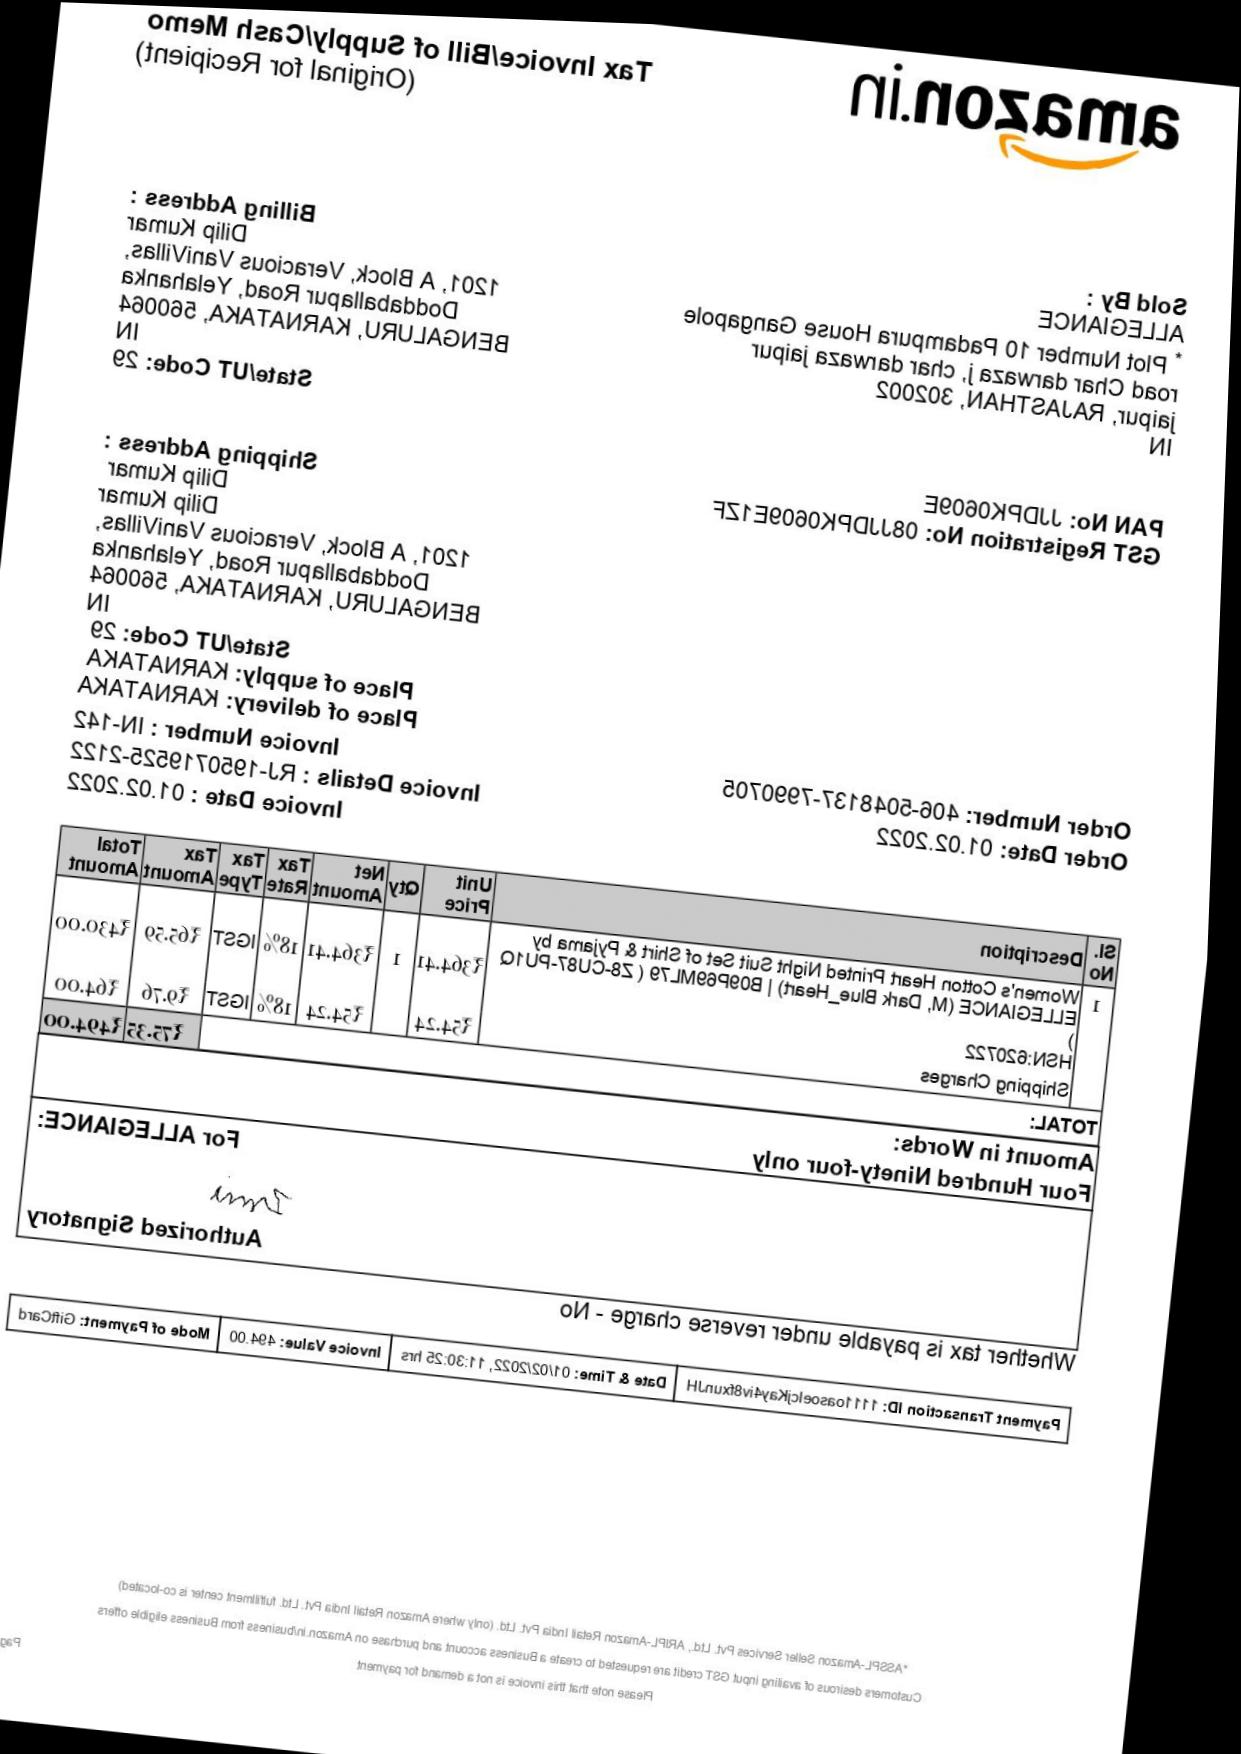 amazon.in
Tax Invoice/Bill of Supply/Cash Memo
(Original for Recipient)
Sold By :
ALLEGIANCE
* Plot Number 10 Padampura House Gangapole
road Char darwaza j, char darwaza jaipur
jaipur, RAJASTHAN, 302002
IN
PAN No: JJDPK0609E
GST Registration No: 08JJDPK0609E1ZF
Billing Address :
Dilip Kumar
1201, A Block, Veracious VaniVillas,
Doddaballapur Road, Yelahanka
BENGALURU, KARNATAKA, 560064
IN
State/UT Code: 29
Shipping Address :
Dilip Kumar
Dilip Kumar
1201, A Block, Veracious VaniVillas,
Doddaballapur Road, Yelahanka
BENGALURU, KARNATAKA, 560064
IN
State/UT Code: 29
Place of supply: KARNATAKA
Place of delivery: KARNATAKA
Order Number: 406-5048137-7990705
Order Date: 01.02.2022
Invoice Number : IN-142
Invoice Details : RJ-1950719525-2122
Invoice Date : 01.02.2022
Sl. No Description Unit Price Qty Net Amount Tax Rate Tax Type Tax Amount Total Amount
1 Women's Cotton Heart Printed Night Suit Set of Shirt & Pyjama by
ELLEGIANCE (M, Dark Blue_Heart) | B09P69ML79 ( Z8-CU87-PU1Q
)
HSN:620722 ₹364.41 1 ₹364.41 18% IGST ₹65.59 ₹430.00
Shipping Charges ₹54.24 ₹54.24 18% IGST ₹9.76 ₹64.00
TOTAL: ₹75.35 ₹494.00
Amount in Words:
Four Hundred Ninety-four only
For ALLEGIANCE:
Authorized Signatory
Whether tax is payable under reverse charge - No
Payment Transaction ID: 1111oasoelcjKay4iv8fxunJH Date & Time: 01/02/2022, 11:30:25 hrs Invoice Value: 494.00 Mode of Payment: GiftCard
*ASSPL-Amazon Seller Services Pvt. Ltd., ARIPL-Amazon Retail India Pvt. Ltd. (only where Amazon Retail India Pvt. Ltd. fulfillment center is co-located)
Customers desirous of availing input GST credit are requested to create a Business account and purchase on Amazon.in/business from Business eligible offers
Please note that this invoice is not a demand for payment